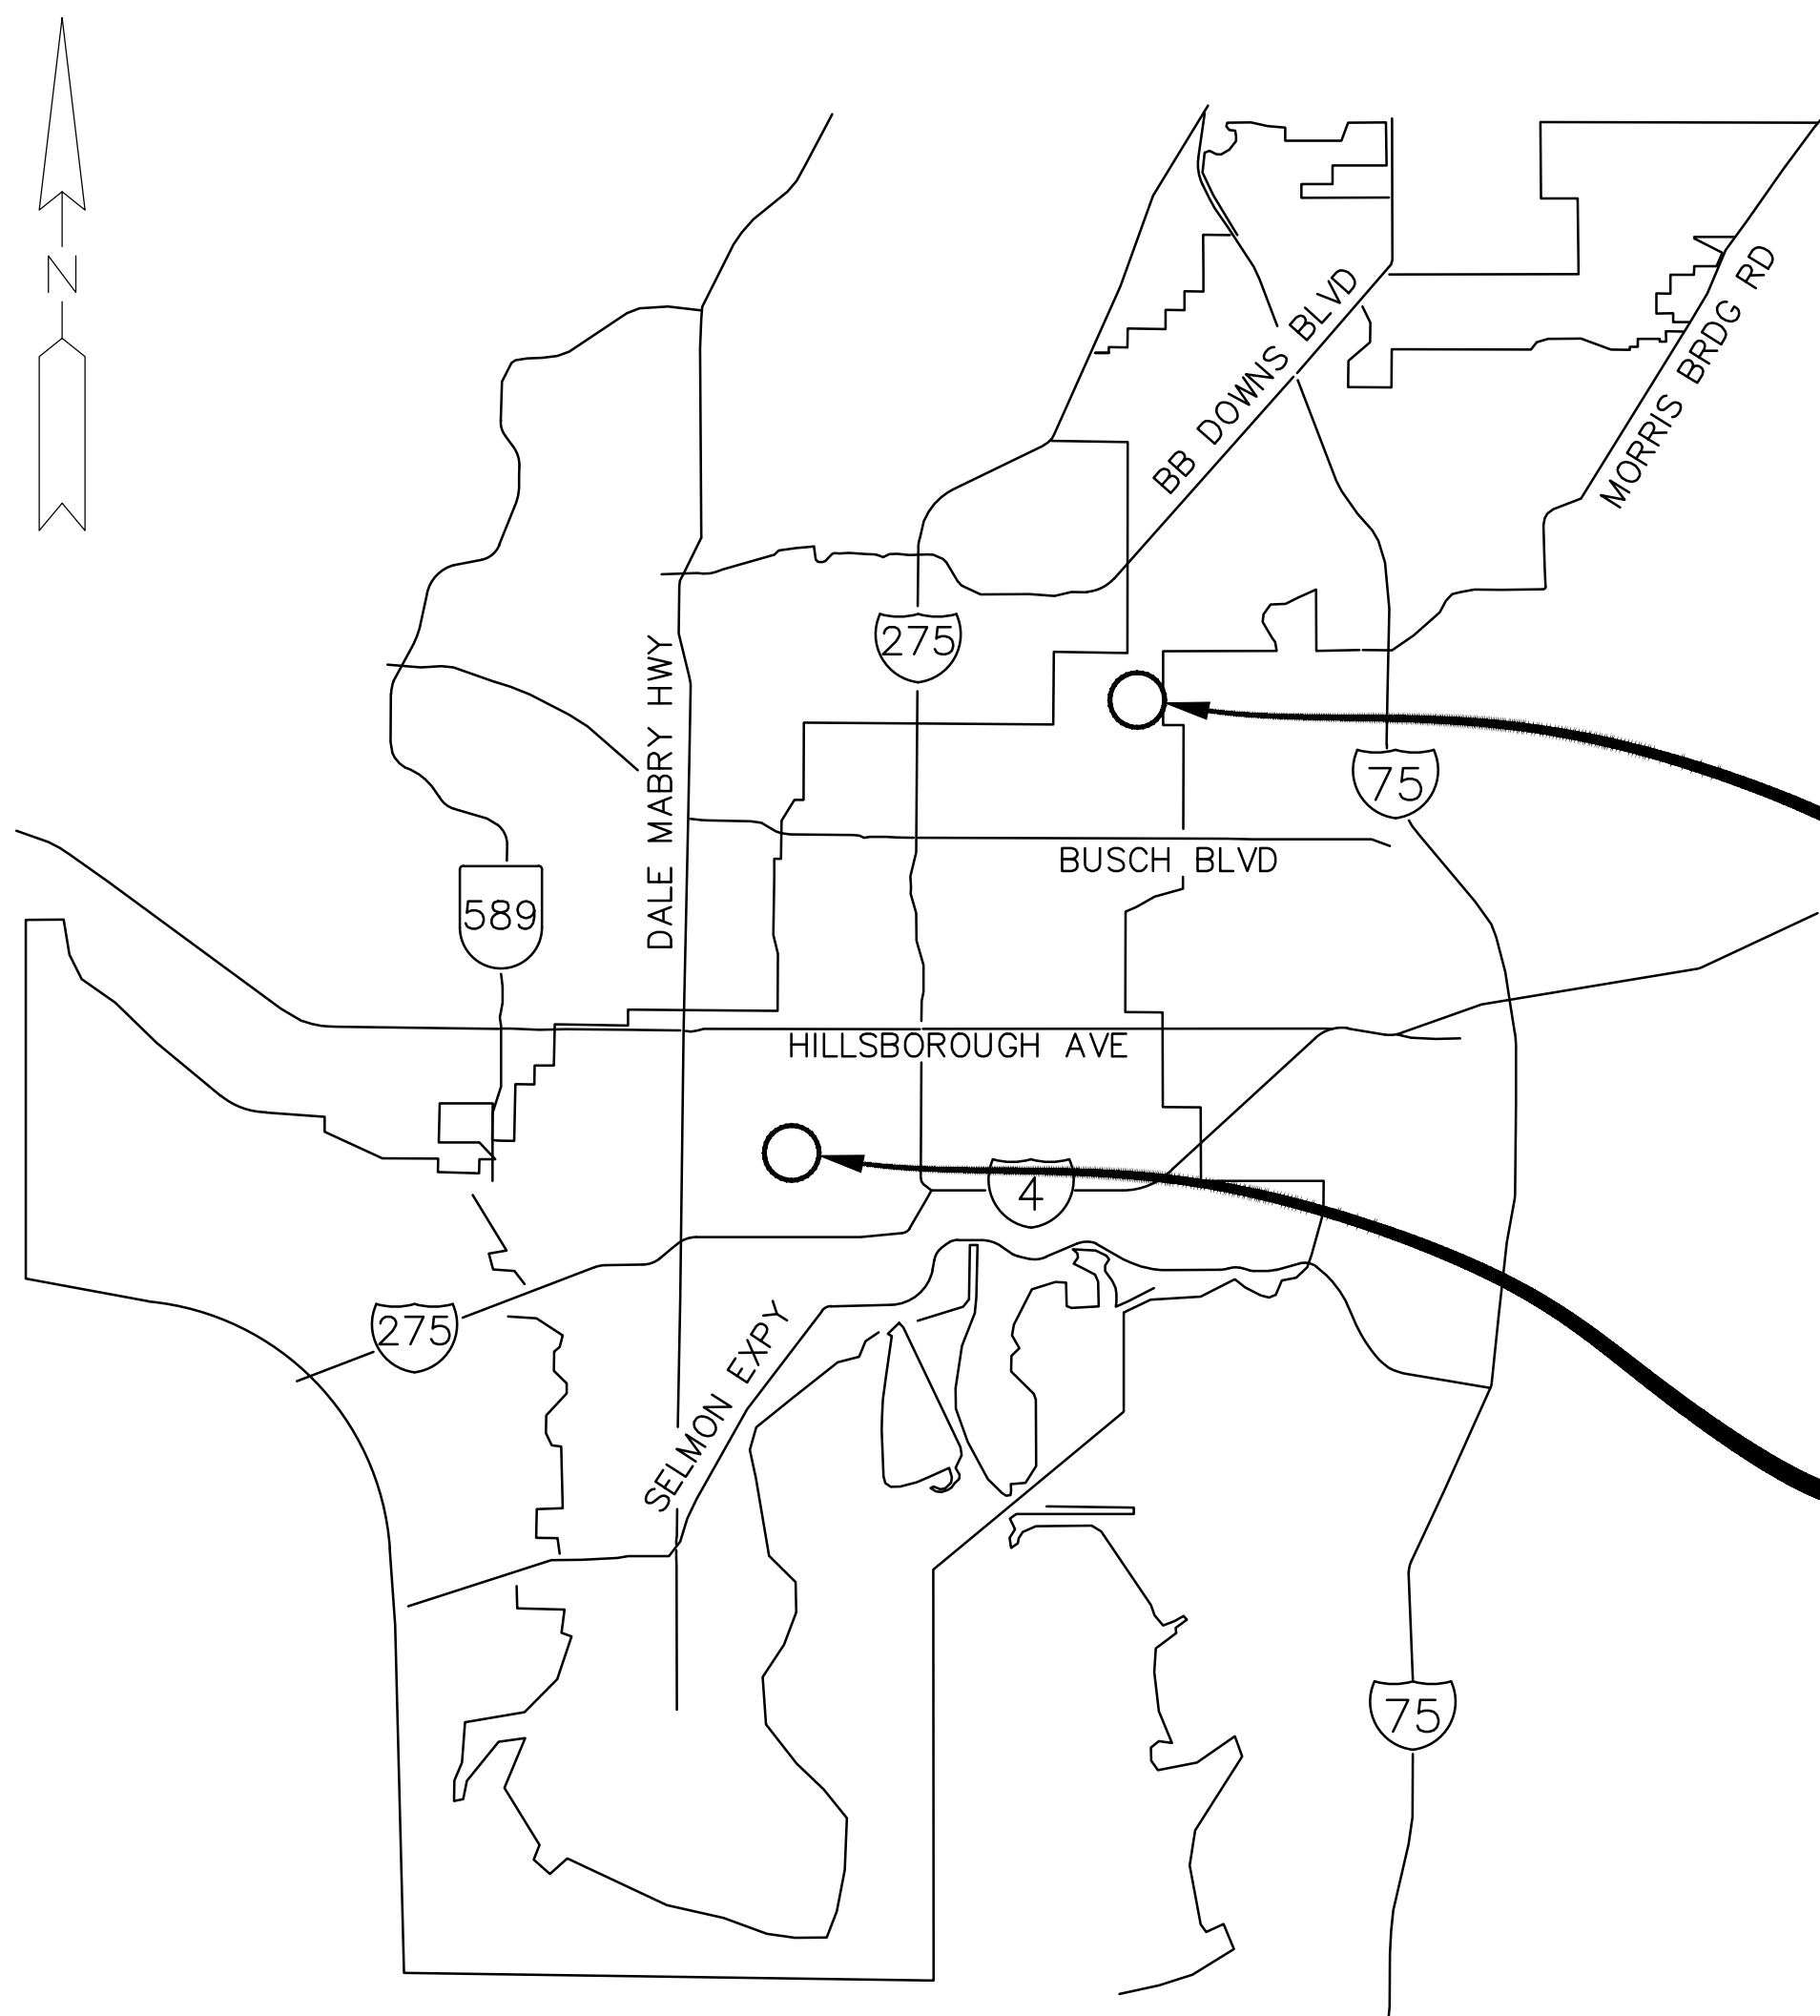 N
BB DOWNS BLVD
MORRIS BRDG RD
275
DALE MABRY HWY
75
BUSCH BLVD
589
HILLSBOROUGH AVE
4
275
SELMON EXPY
75